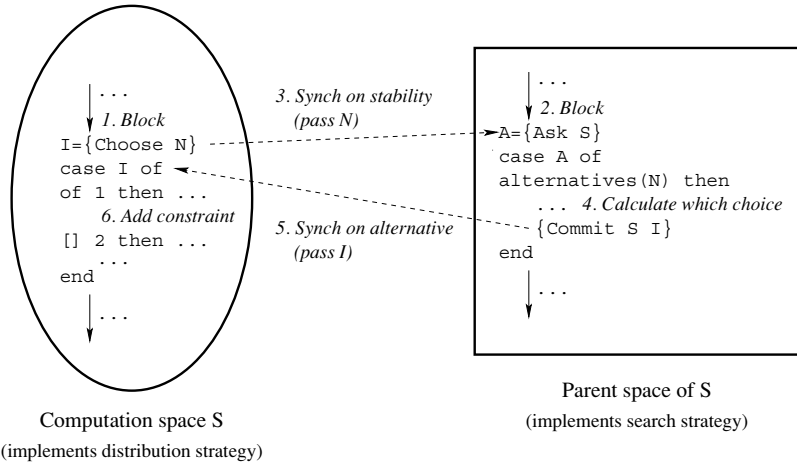 ...
1. Block
I={Choose N}
case I of
of 1 then ...
6. Add constraint
[] 2 then ...
...
end
...
Computation space S
(implements distribution strategy)
3. Synch on stability
(pass N)
5. Synch on alternative
(pass I)
...
2. Block
A={Ask S}
case A of
alternatives(N) then
... 4. Calculate which choice
{Commit S I}
end
...
Parent space of S
(implements search strategy)